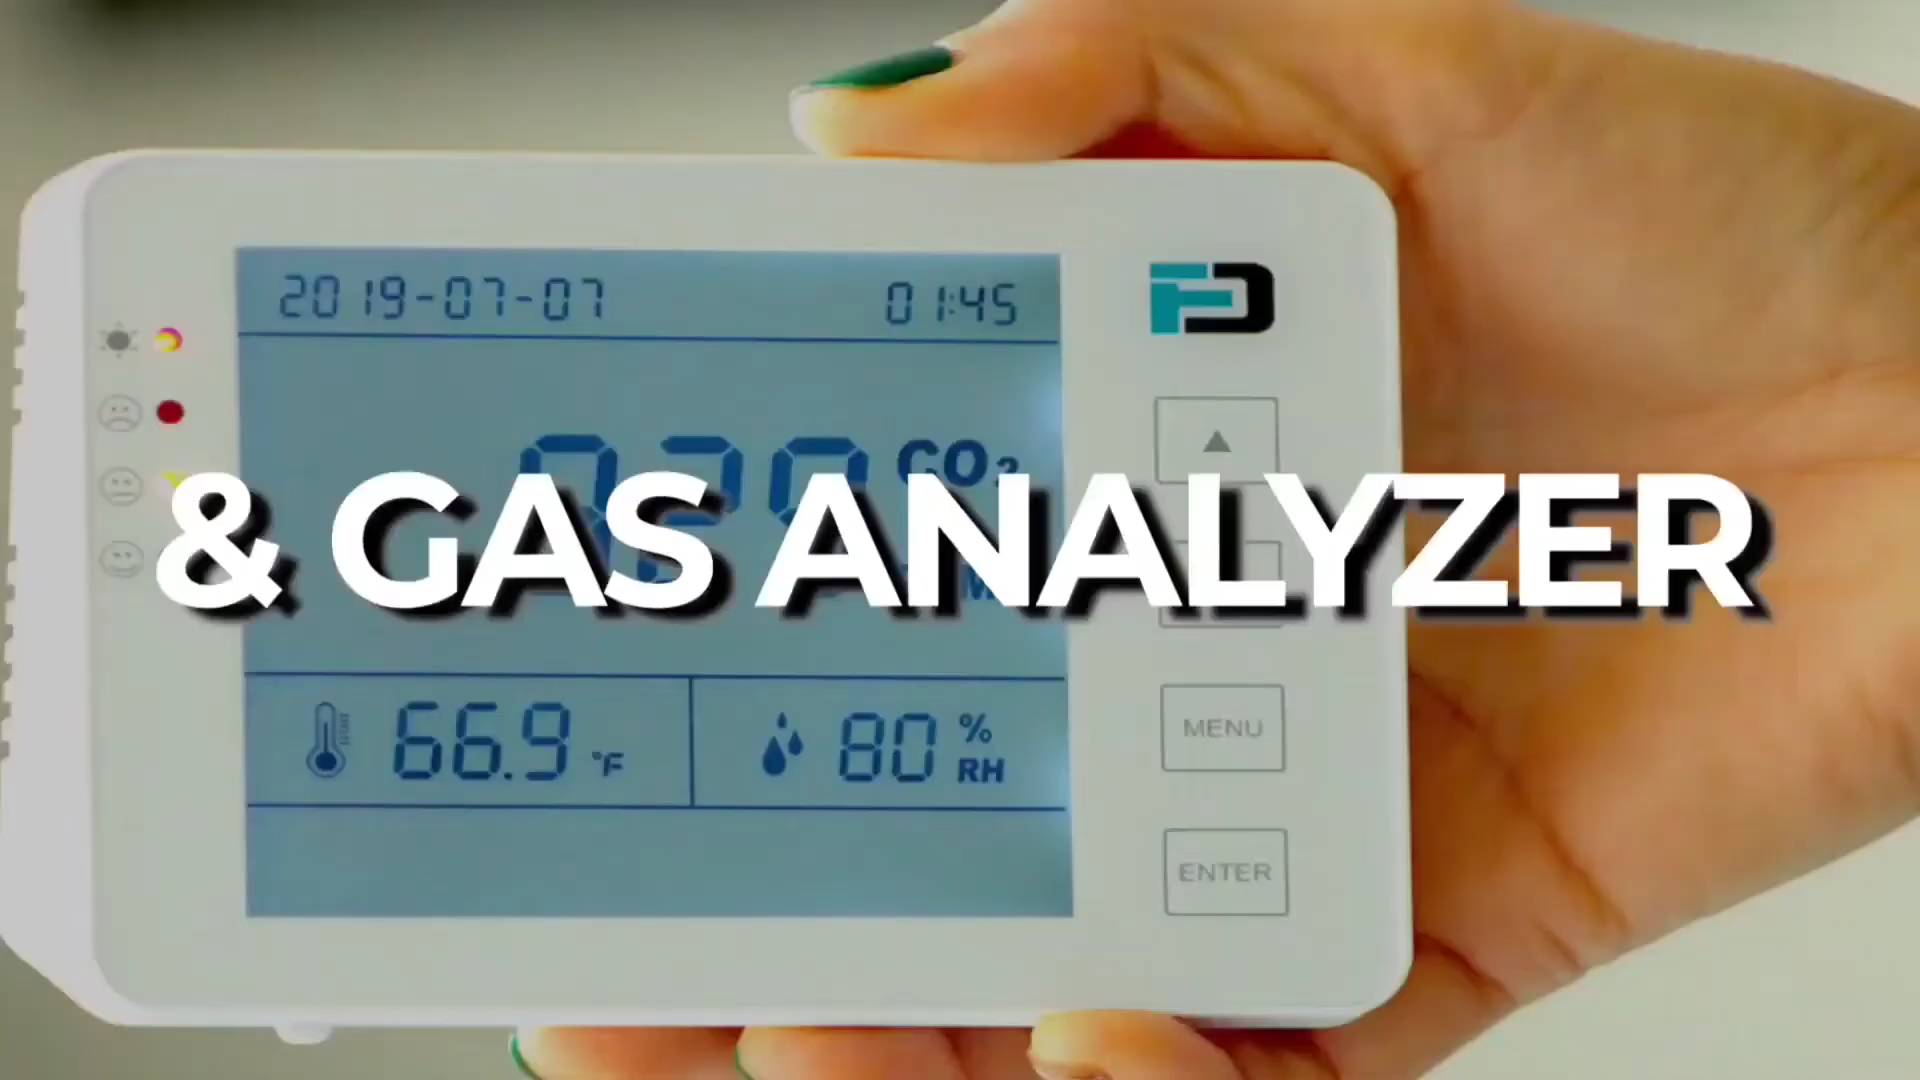 2019-07-07 01:45
CO₂
& GAS ANALYZER
66.9 °F 80 % RH
MENU
ENTER